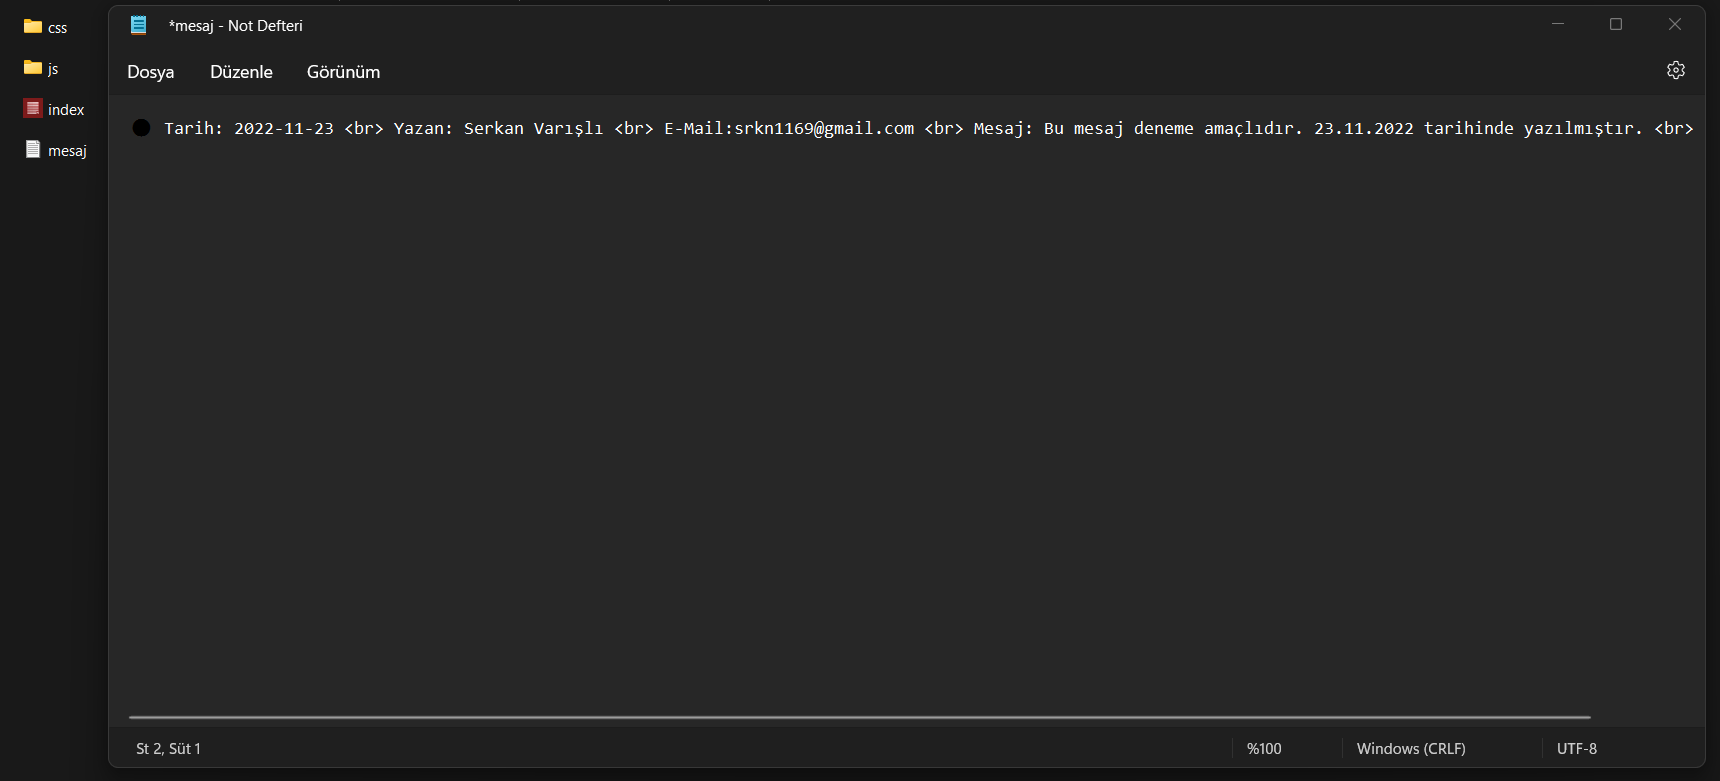 css
js
index
mesaj
*mesaj - Not Defteri
Dosya Düzenle Görünüm
● Tarih: 2022-11-23 <br> Yazan: Serkan Varışlı <br> E-Mail:srkn1169@gmail.com <br> Mesaj: Bu mesaj deneme amaçlıdır. 23.11.2022 tarihinde yazılmıştır. <br>
St 2, Süt 1 %100 Windows (CRLF) UTF-8